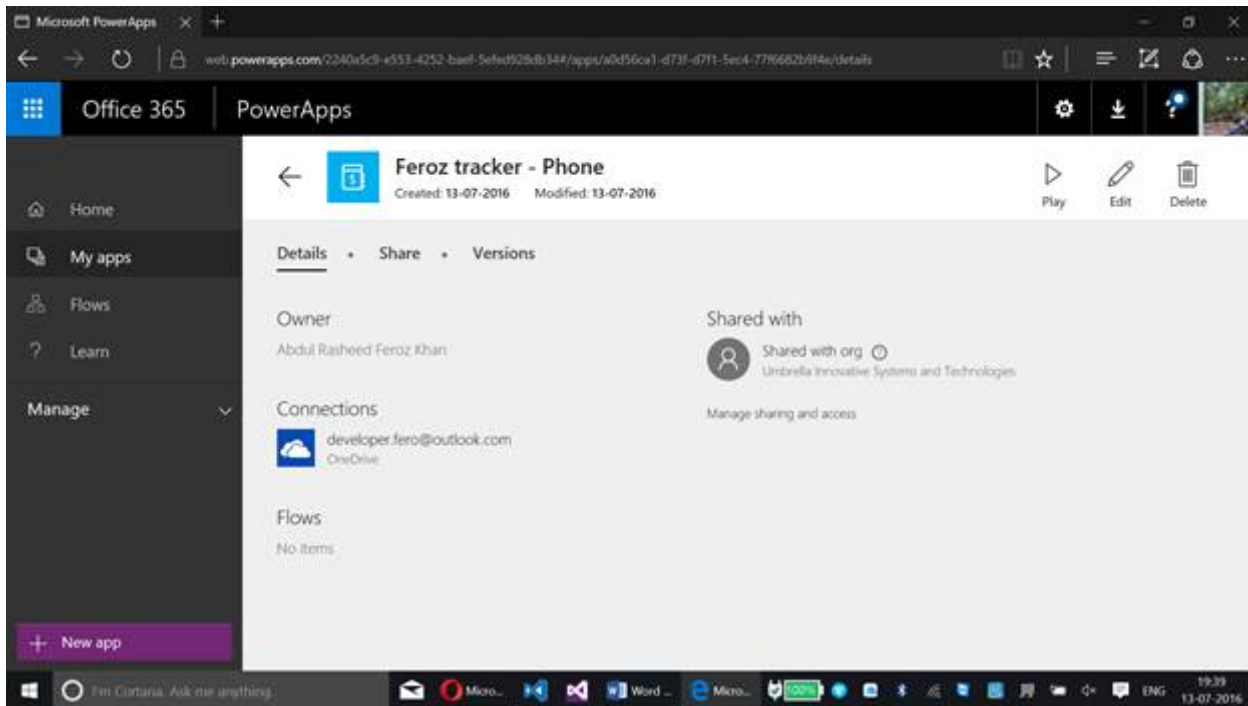 Microsoft PowerApps
Office 365
PowerApps
Feroz tracker - Phone
Created: 13-07-2016 Modified: 13-07-2016
Play
Edit
Delete
Home
My apps
Flows
Learn
Manage
New app
Details • Share • Versions
Owner
Abdul Rasheed Feroz Khan
Connections
developer.fero@outlook.com
OneDrive
Flows
No items
Shared with
Shared with org
Umbrella Innovative Systems and Technologies
Manage sharing and access
I'm Cortana. Ask me anything.
Micro...
Word ...
Micro...
100%
ENG
19:39
13-07-2016